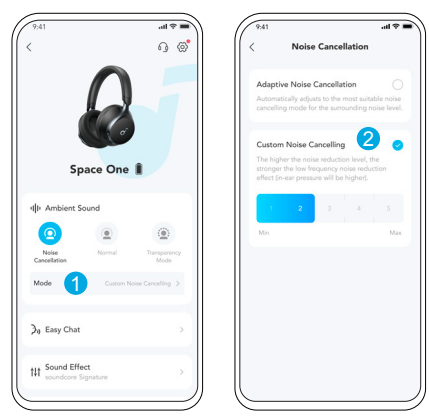 9:41
Space One
Ambient Sound
Noise
Cancellation
Normal
Transparency
Mode
Mode
1
Custom Noise Cancelling
Easy Chat
Sound Effect
soundcore Signature
9:41
Noise Cancellation
Adaptive Noise Cancellation
Automatically adjusts to the most suitable noise
cancelling mode for the surrounding noise level.
Custom Noise Cancelling
2
The higher the noise reduction level, the
stronger the low frequency noise reduction
effect (in-ear pressure will be higher).
1 2 3 4 5
Min Max